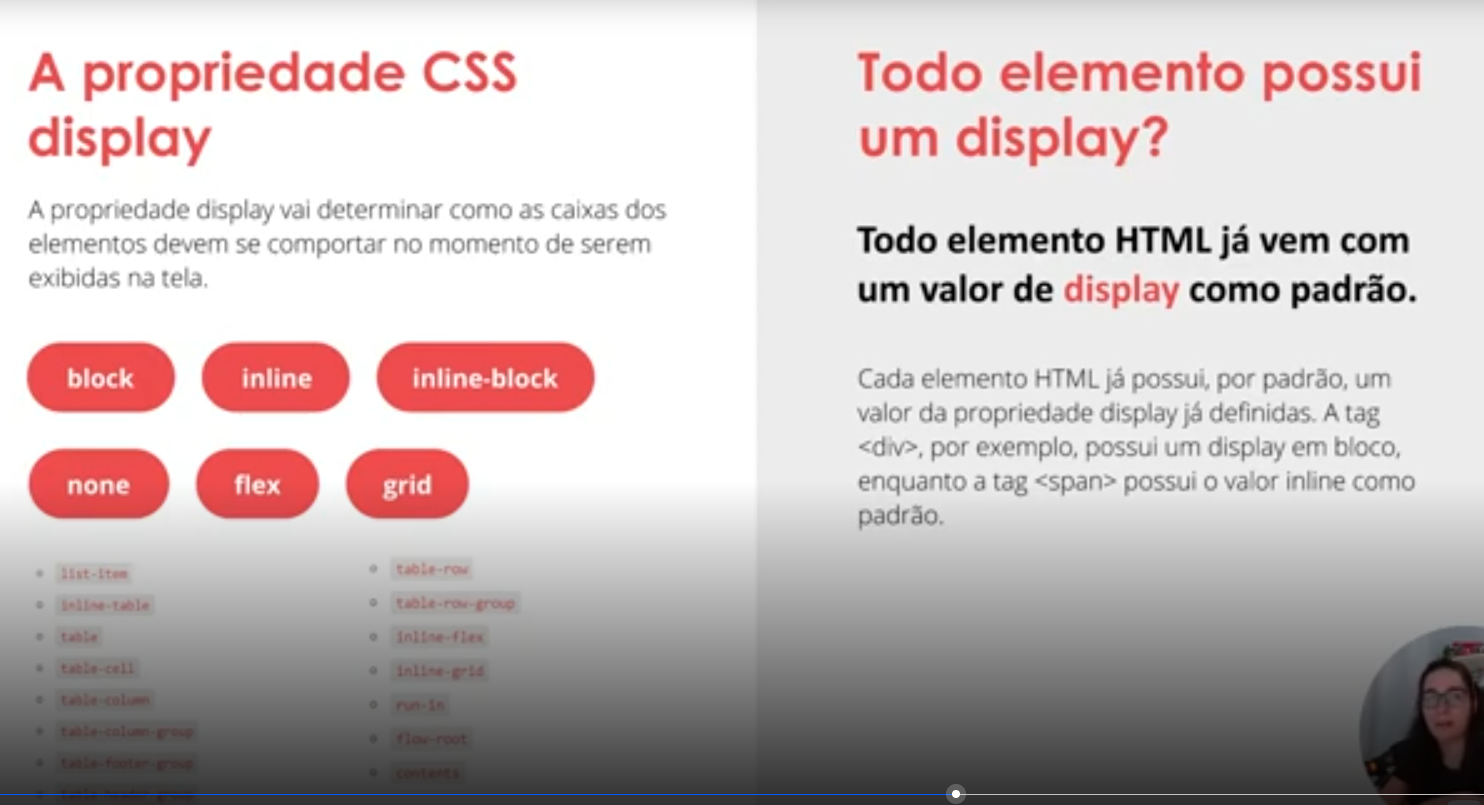 A propriedade CSS
display
A propriedade display vai determinar como as caixas dos
elementos devem se comportar no momento de serem
exibidas na tela.
block
inline
inline-block
none
flex
grid
list-item
inline-table
table
table-cell
table-column
table-column-group
table-footer-group
table-header-group
table-row
table-row-group
inline-flex
inline-grid
run-in
flow-root
contents
Todo elemento possui
um display?
Todo elemento HTML já vem com
um valor de display como padrão.
Cada elemento HTML já possui, por padrão, um
valor da propriedade display já definidas. A tag
<div>, por exemplo, possui um display em bloco,
enquanto a tag <span> possui o valor inline como
padrão.